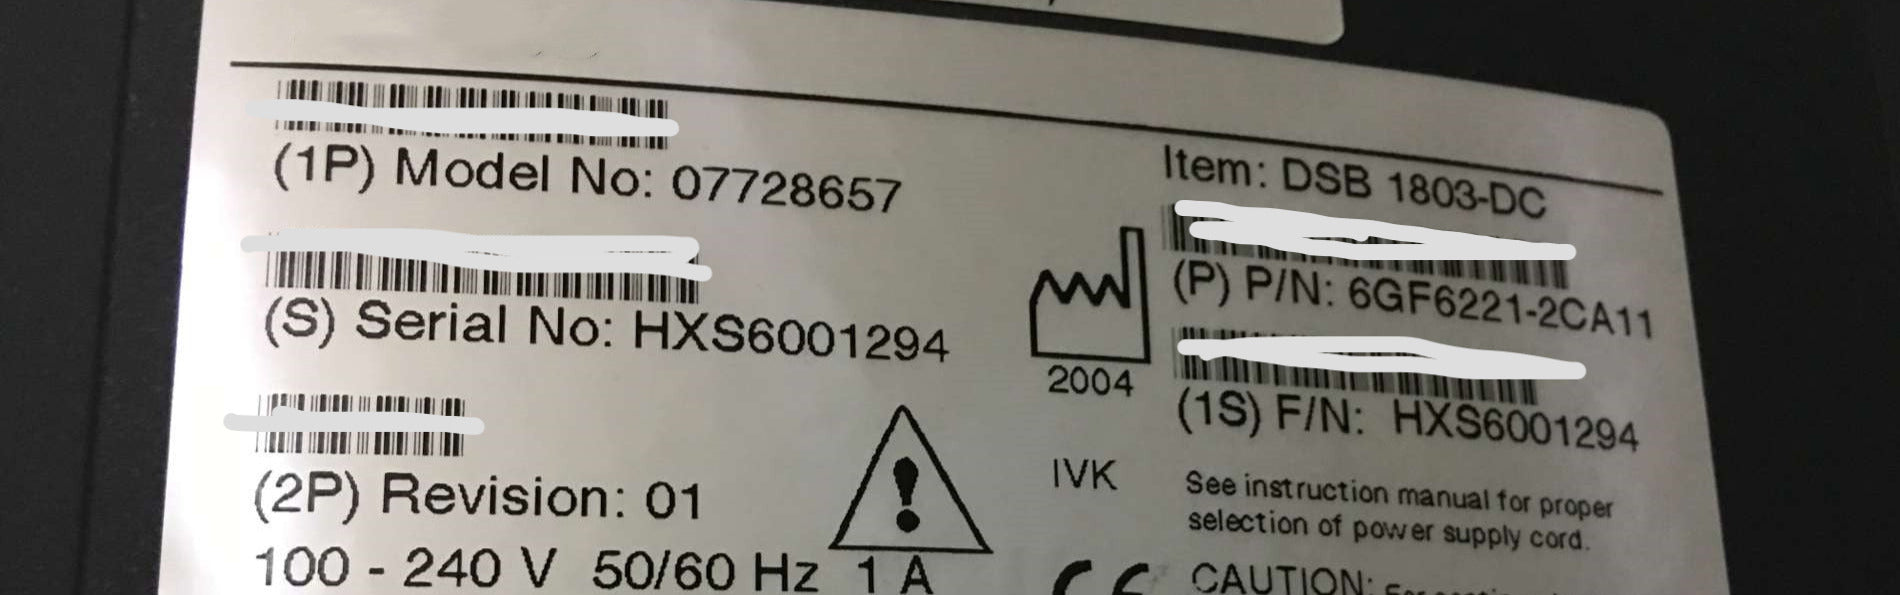 (1P) Model No: 07728657
(S) Serial No: HXS6001294
(2P) Revision: 01
100 - 240 V 50/60 Hz 1 A
2004
IVK
Item: DSB 1803-DC
(P) P/N: 6GF6221-2CA11
(1S) F/N: HXS6001294
See instruction manual for proper
selection of power supply cord.
CE
CAUTION: